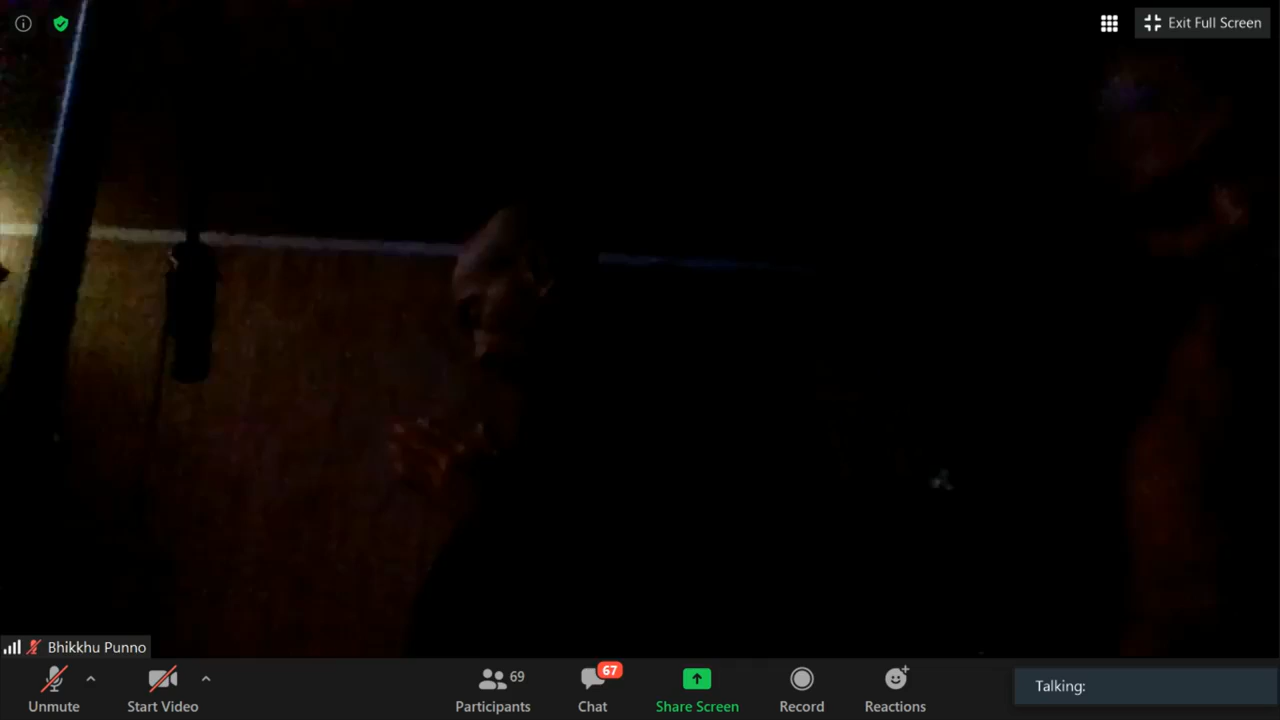 Exit Full Screen
Bhikkhu Punno
Unmute
Start Video
Participants
69
Chat
67
Share Screen
Record
Reactions
Talking: